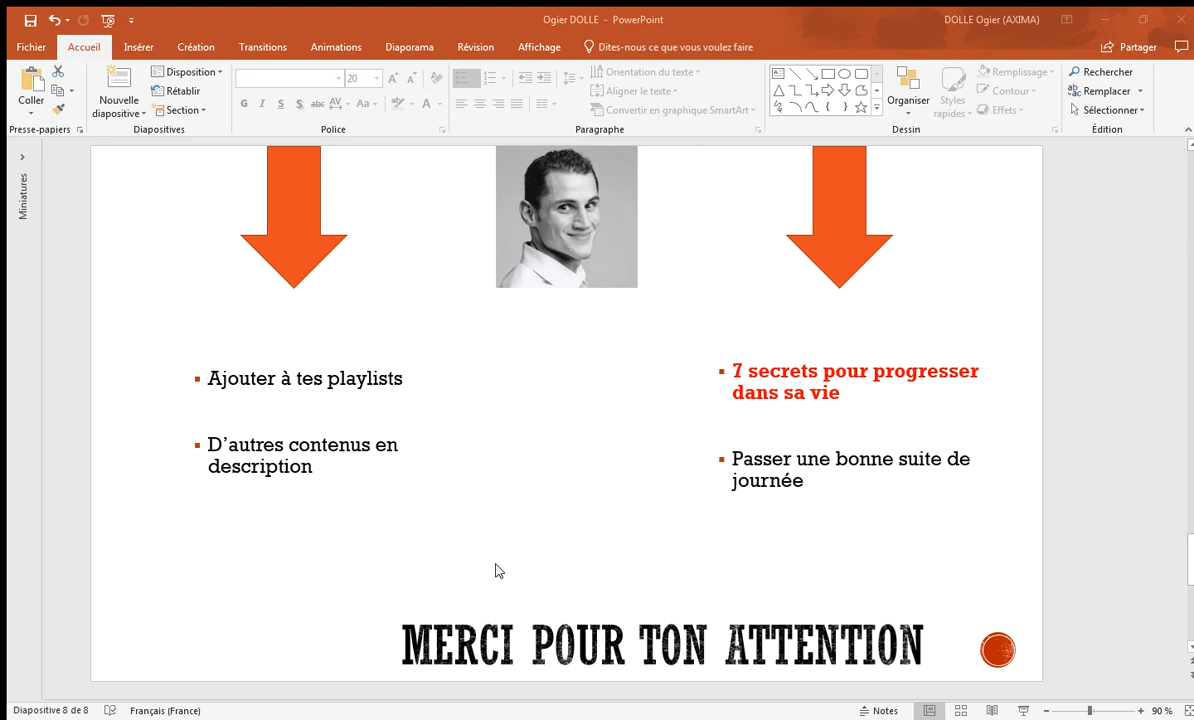 Ogier DOLLE - PowerPoint
DOLLE Ogier (AXIMA)
Fichier Accueil Insérer Création Transitions Animations Diaporama Révision Affichage Dites-nous ce que vous voulez faire Partager
Coller
Presse-papiers
Nouvelle
diapositive
Disposition
Rétablir
Section
Diapositives
20
G I S S abc AV Aa A
Police
Orientation du texte
Aligner le texte
Convertir en graphique SmartArt
Paragraphe
Organiser
Styles
rapides
Remplissage
Contour
Effets
Dessin
Rechercher
Remplacer
Sélectionner
Édition
Miniatures
Ajouter à tes playlists
D’autres contenus en
description
7 secrets pour progresser
dans sa vie
Passer une bonne suite de
journée
MERCI POUR TON ATTENTION
Diapositive 8 de 8 Français (France) Notes 90 %